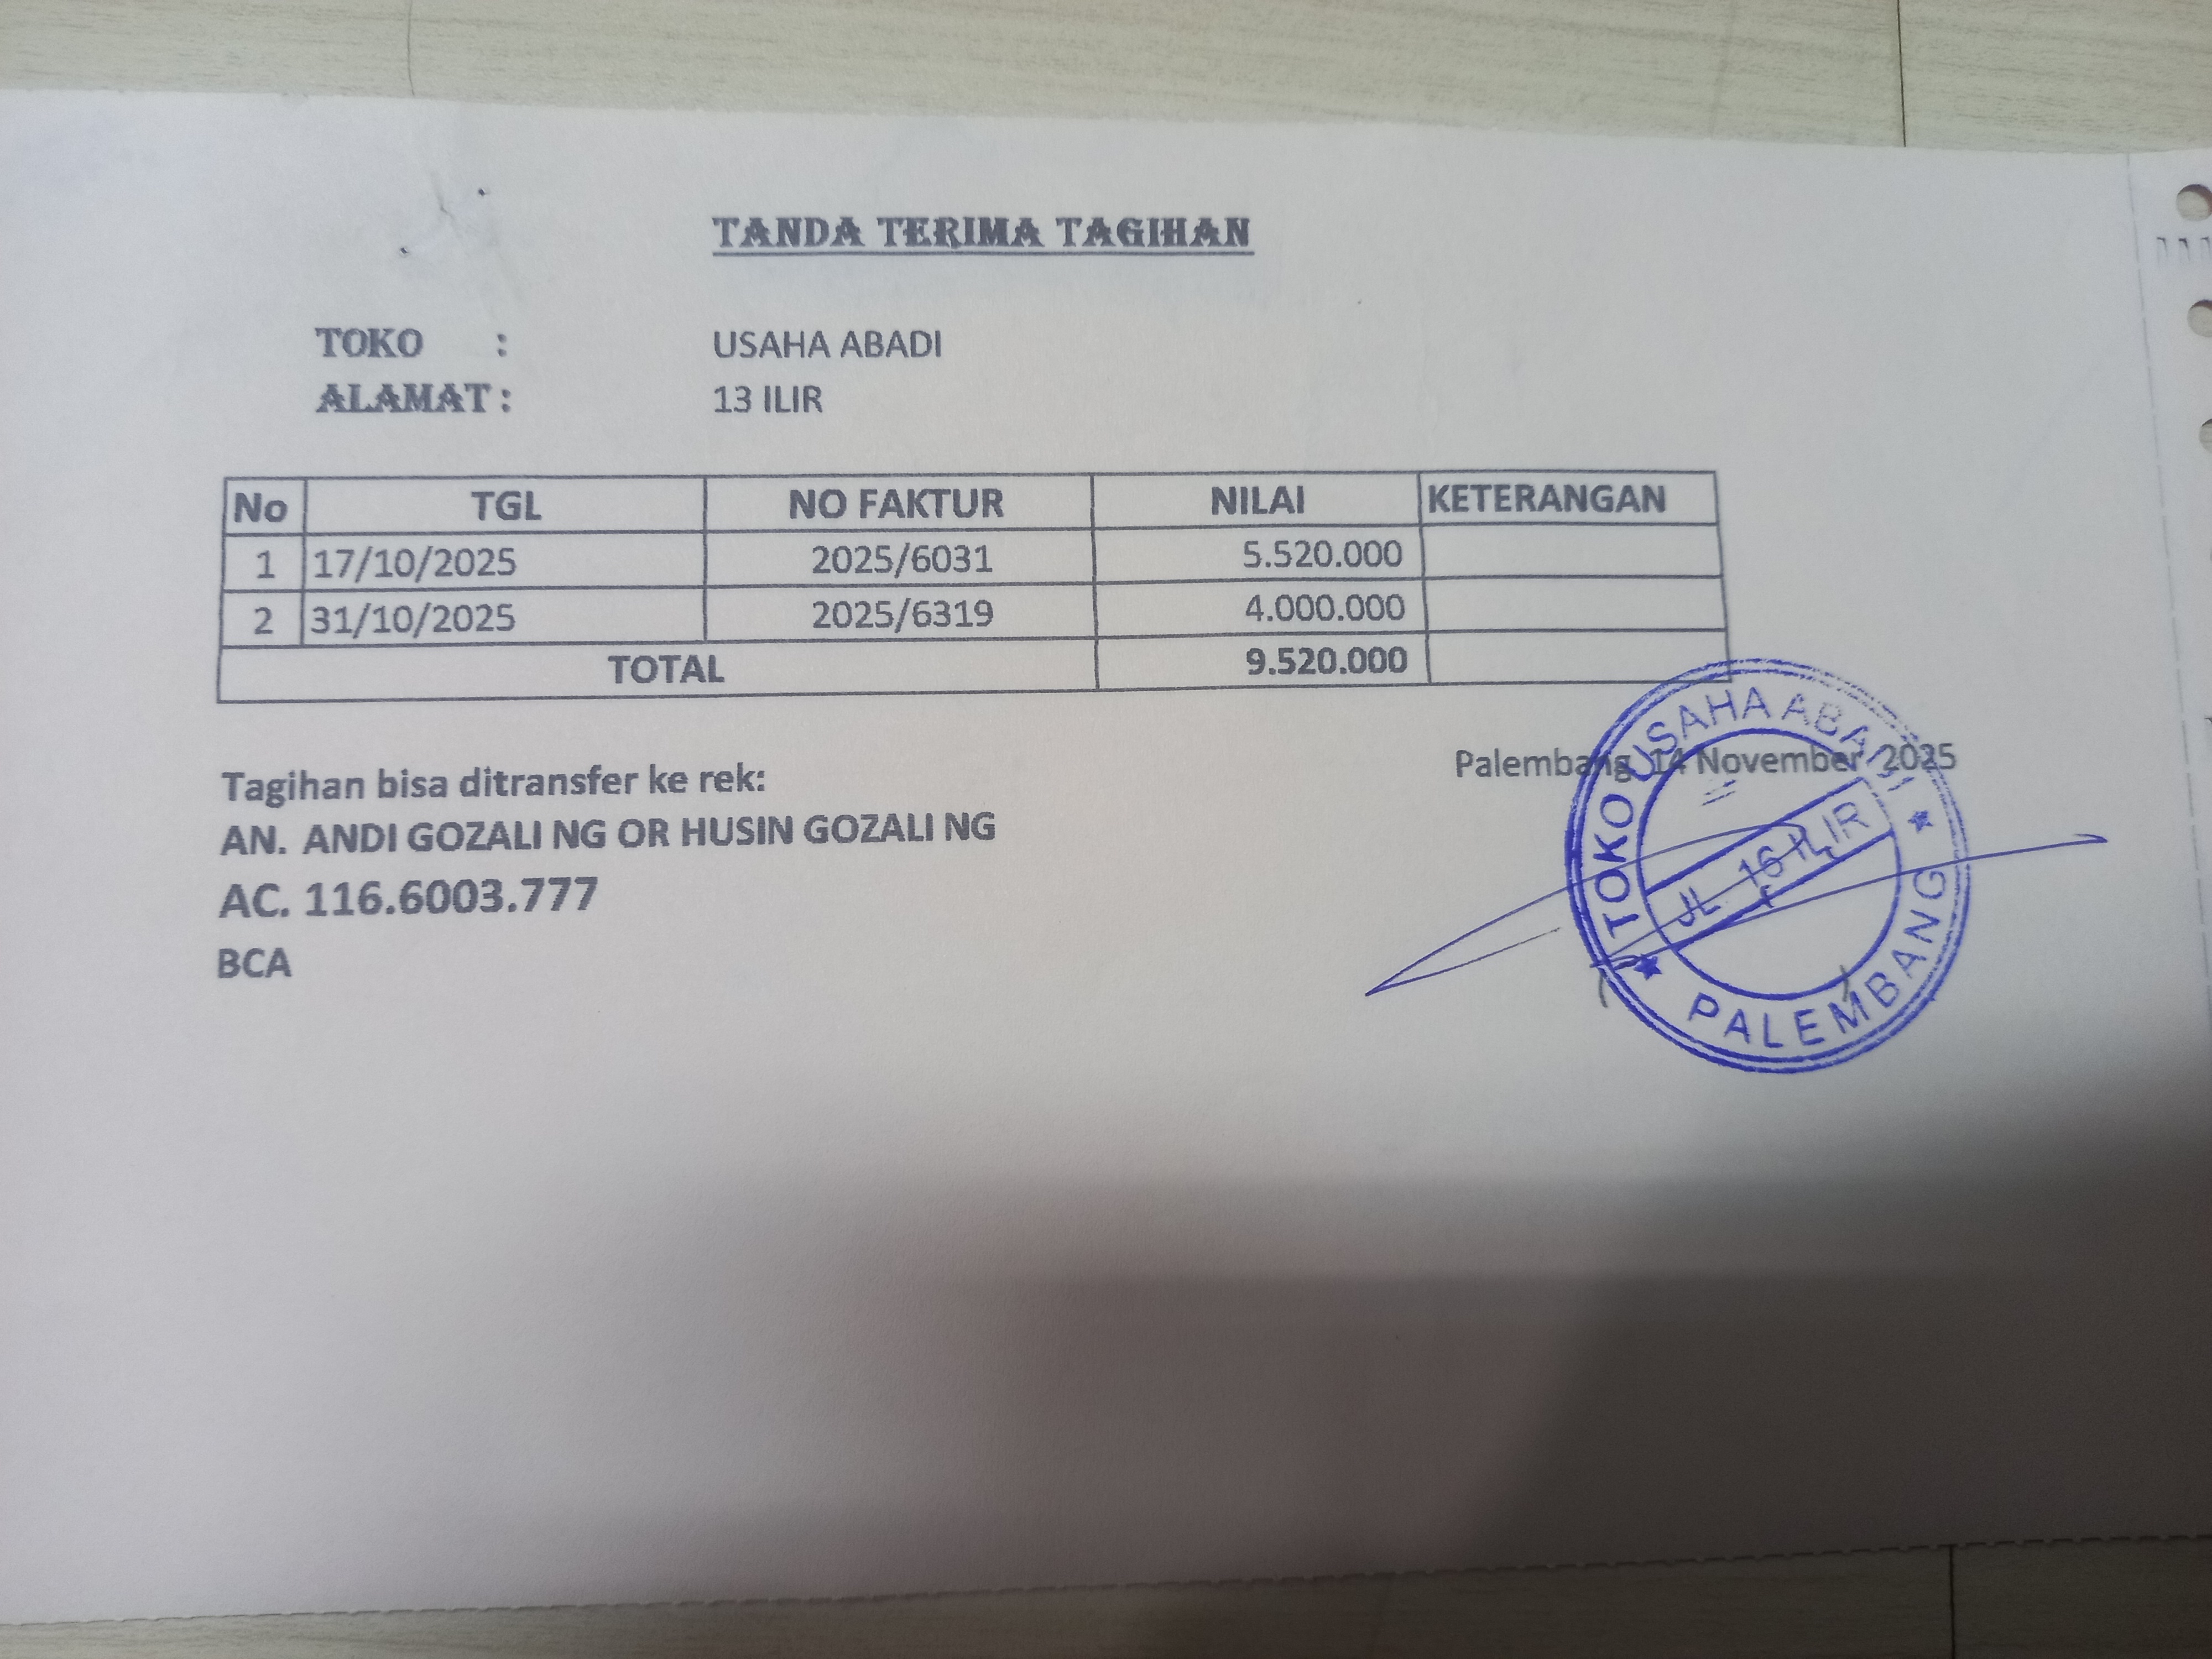 TANDA TERIMA TAGIHAN
TOKO : USAHA ABADI
ALAMAT : 13 ILIR
No TGL NO FAKTUR NILAI KETERANGAN
1 17/10/2025 2025/6031 5.520.000
2 31/10/2025 2025/6319 4.000.000
TOTAL 9.520.000
Tagihan bisa ditransfer ke rek:
AN. ANDI GOZALI NG OR HUSIN GOZALI NG
AC. 116.6003.777
BCA
Palembang 14 November 2025
TOKO USAHA ABADI
JL. 16 ILIR
PALEMBANG